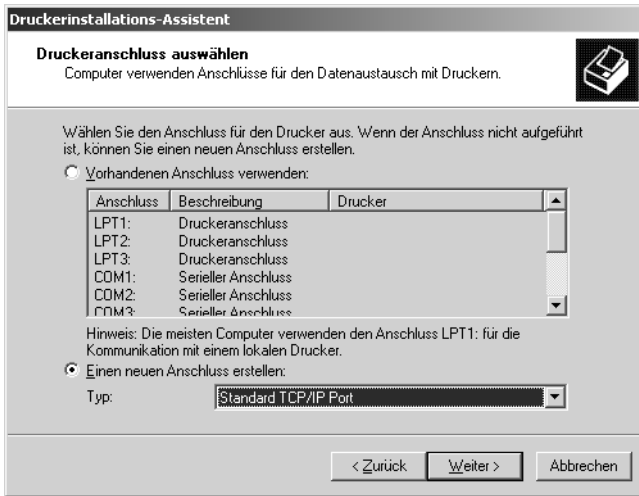 Druckerinstallations-Assistent
Druckeranschluss auswählen
Computer verwenden Anschlüsse für den Datenaustausch mit Druckern.
Wählen Sie den Anschluss für den Drucker aus. Wenn der Anschluss nicht aufgeführt
ist, können Sie einen neuen Anschluss erstellen.
Vorhandenen Anschluss verwenden:
Anschluss Beschreibung Drucker
LPT1: Druckeranschluss
LPT2: Druckeranschluss
LPT3: Druckeranschluss
COM1: Serieller Anschluss
COM2: Serieller Anschluss
COM3: Serieller Anschluss
Hinweis: Die meisten Computer verwenden den Anschluss LPT1: für die
Kommunikation mit einem lokalen Drucker.
Einen neuen Anschluss erstellen:
Typ: Standard TCP/IP Port
< Zurück Weiter > Abbrechen